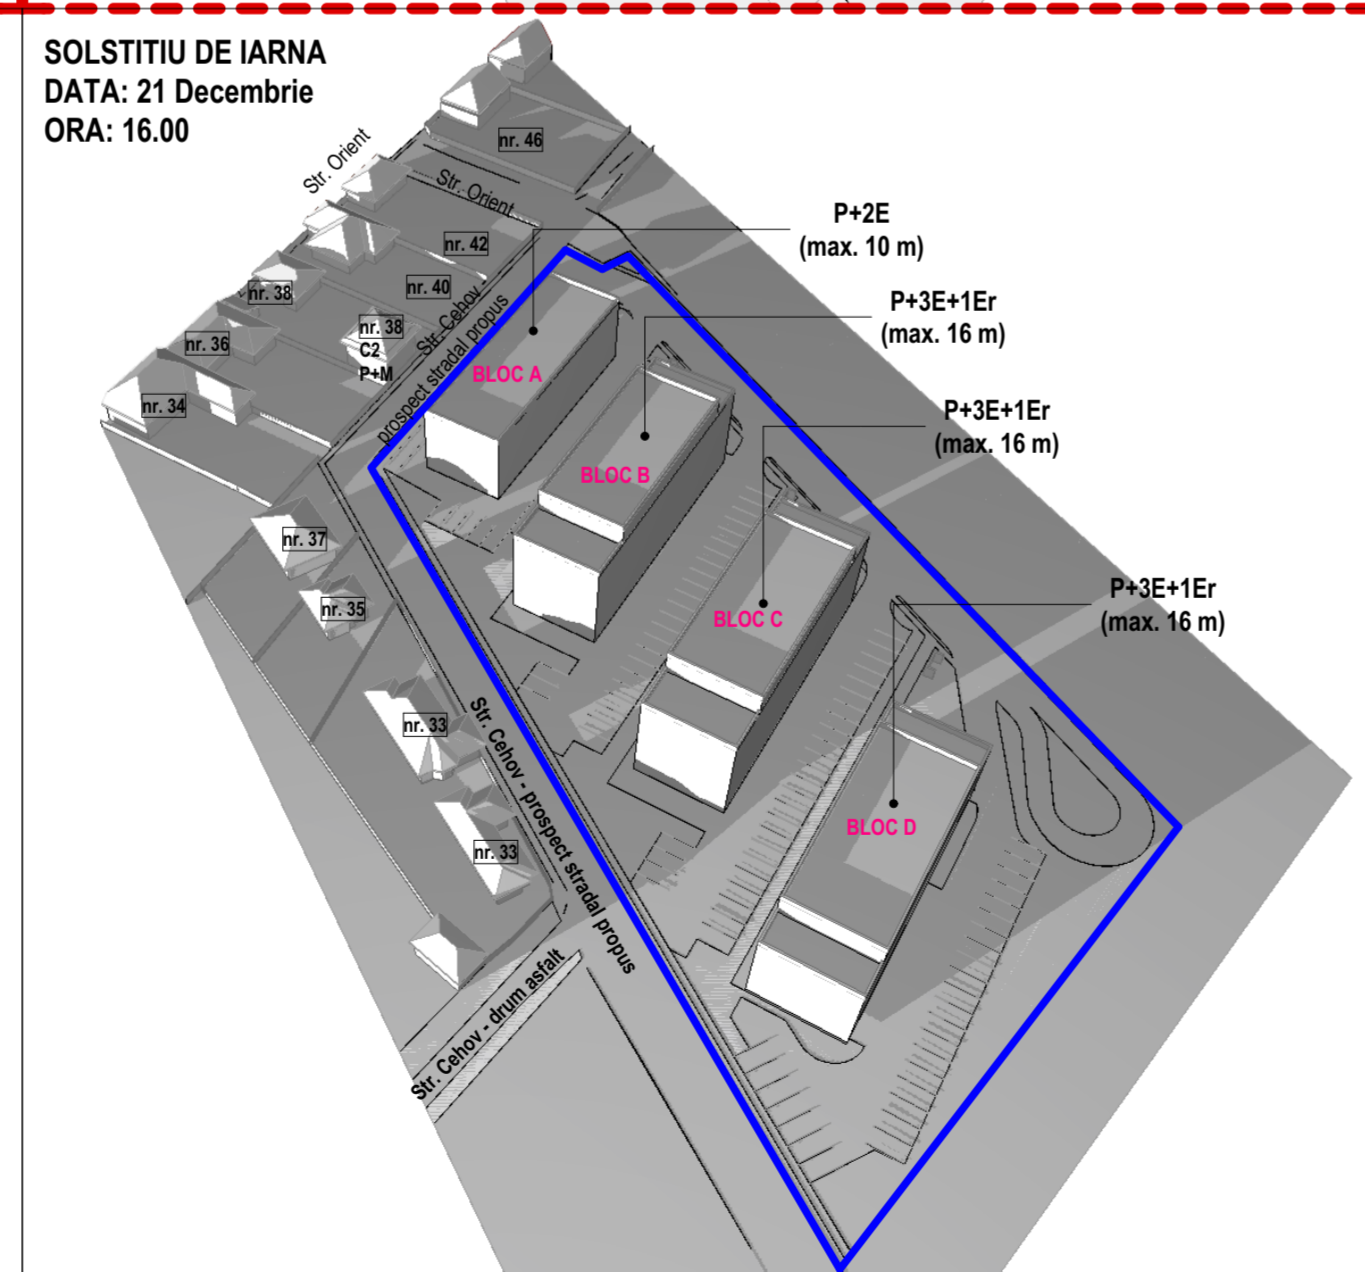 SOLSTITIU DE IARNA
DATA: 21 Decembrie
ORA: 16.00
Str. Orient
nr. 46
Str. Orient
P+2E
(max. 10 m)
nr. 42
nr. 40
nr. 38
nr. 38
C2
P+M
nr. 36
nr. 34
Str. Cehov
prospect stradal propus
P+3E+1Er
(max. 16 m)
BLOC A
P+3E+1Er
(max. 16 m)
BLOC B
nr. 37
nr. 35
P+3E+1Er
(max. 16 m)
BLOC C
nr. 33
Str. Cehov - prospect stradal propus
BLOC D
nr. 33
Str. Cehov - drum asfalt